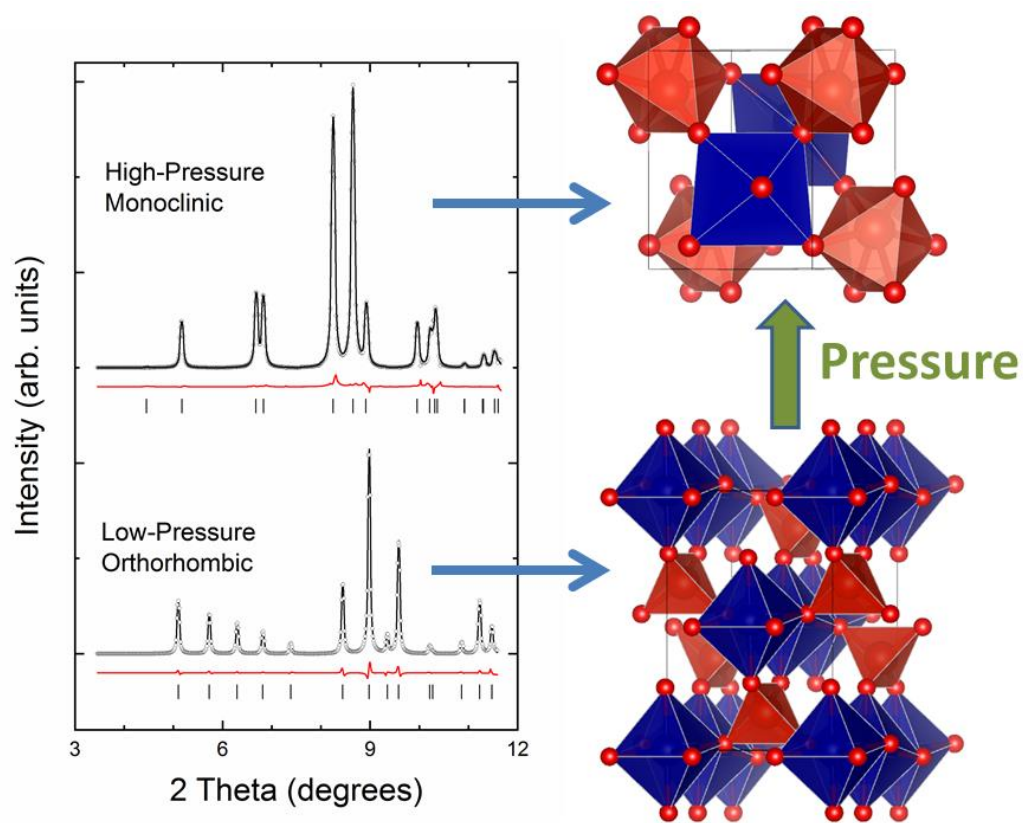 High-Pressure
Monoclinic
Pressure
Low-Pressure
Orthorhombic
Intensity (arb. units)
3
6
9
12
2 Theta (degrees)